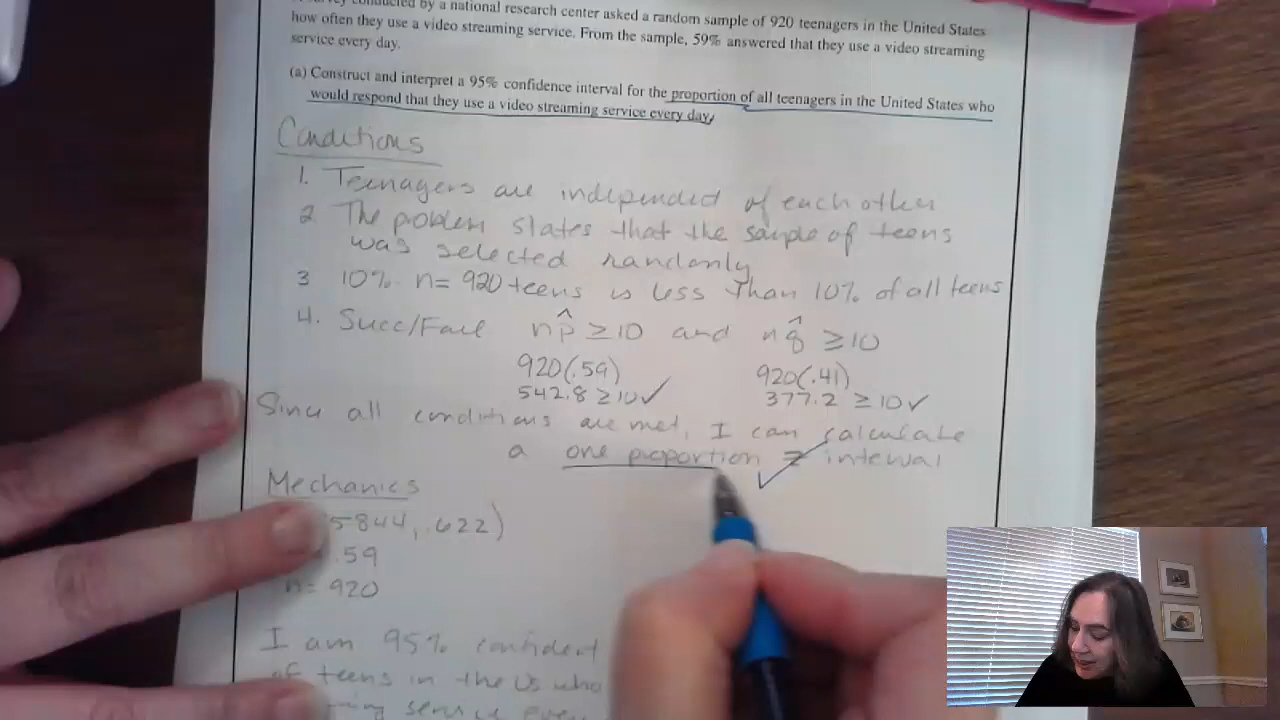 conducted by a national research center asked a random sample of 920 teenagers in the United States
how often they use a video streaming service. From the sample, 59% answered that they use a video streaming
service every day.
(a) Construct and interpret a 95% confidence interval for the proportion of all teenagers in the United States who
would respond that they use a video streaming service every day.
Conditions
1. Teenagers are independent of each other
2 The problem states that the sample of teens
was selected randomly
3 10% n = 920 teens is less than 10% of all teens
4. Succ/Fail np̂ ≥ 10 and nq̂ ≥ 10
920(.59) 920(.41)
542.8 ≥ 10 ✓ 377.2 ≥ 10 ✓
Since all conditions are met, I can calculate
a one proportion z interval
Mechanics
5844, .622)
.59
n = 920
I am 95% confident
of teens in the US who